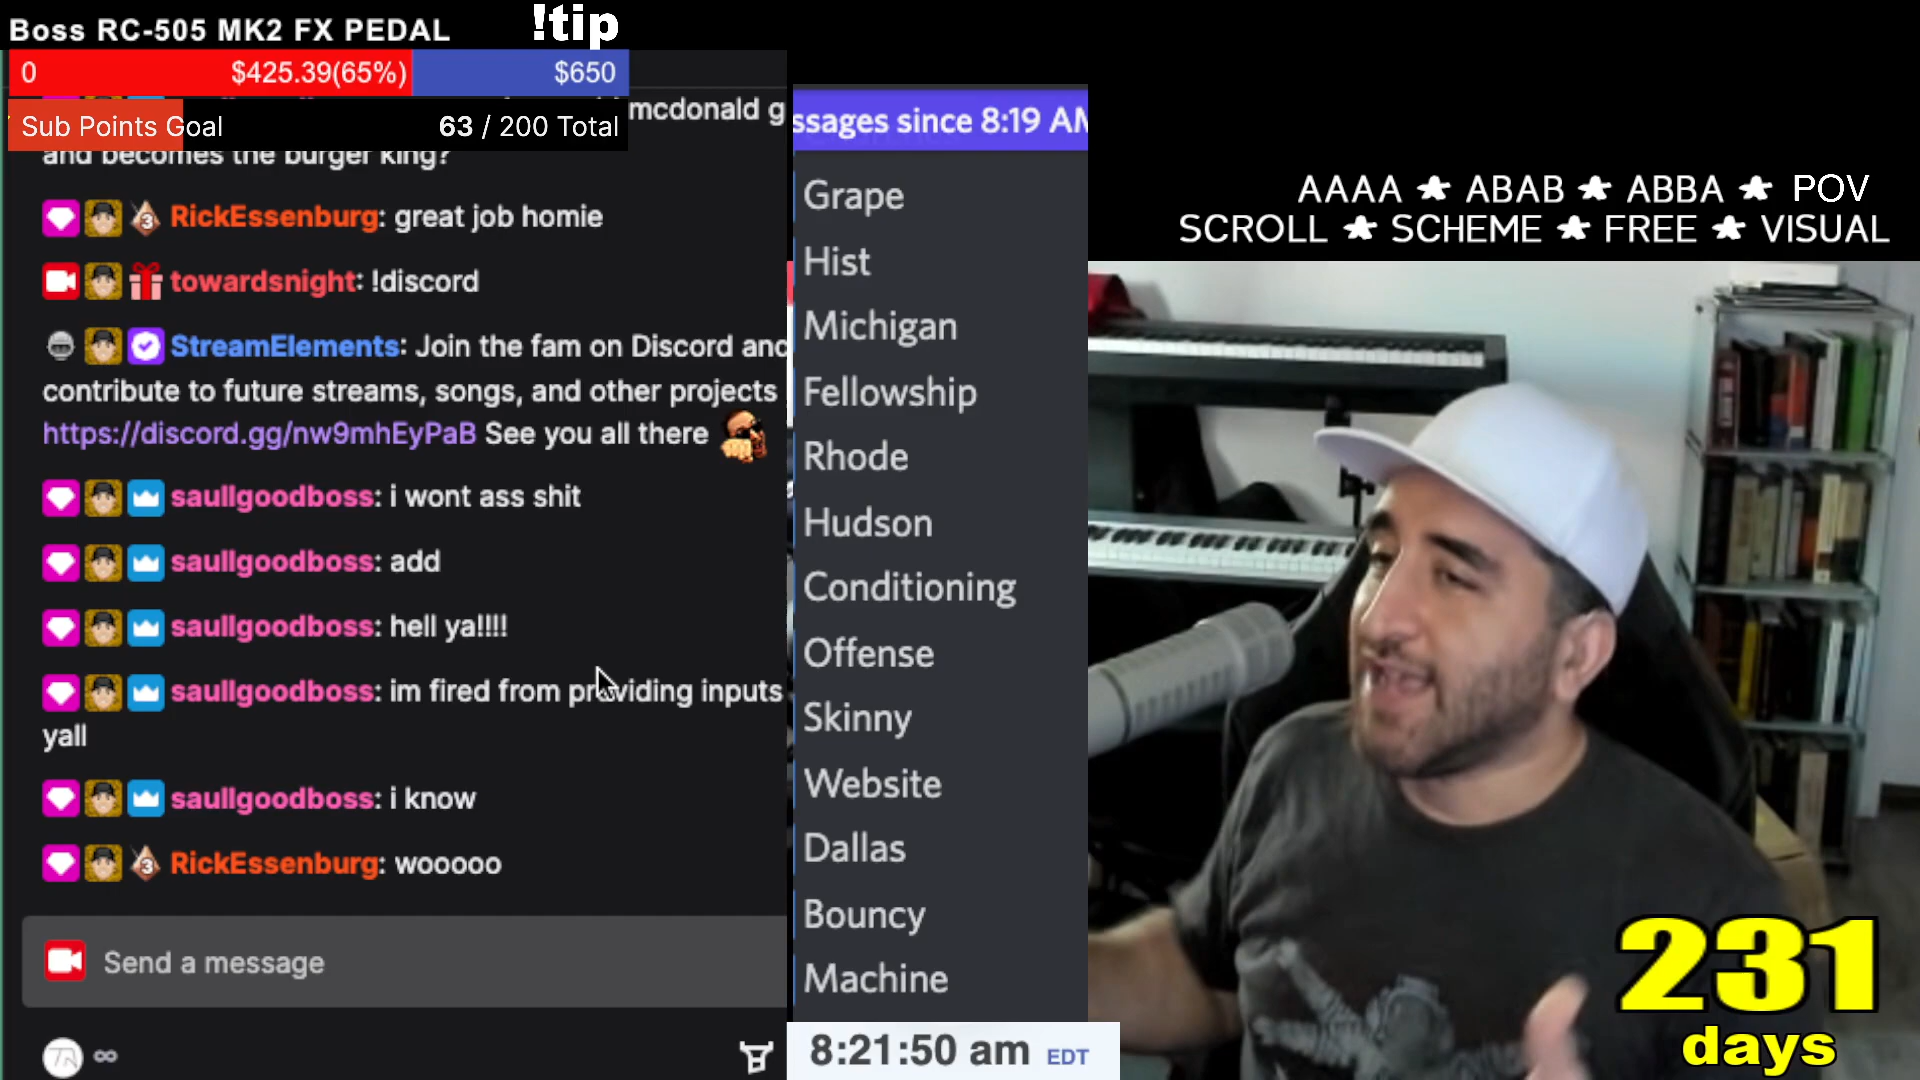 Boss RC-505 MK2 FX PEDAL
!tip
0 $425.39(65%) $650
Sub Points Goal 63 / 200 Total
mcdonald g
and becomes the burger king?
RickEssenburg: great job homie
towardsnight: !discord
StreamElements: Join the fam on Discord and
contribute to future streams, songs, and other projects
https://discord.gg/nw9mhEyPaB See you all there
saullgoodboss: i wont ass shit
saullgoodboss: add
saullgoodboss: hell ya!!!!
saullgoodboss: im fired from providing inputs
yall
saullgoodboss: i know
RickEssenburg: wooooo
Send a message
∞
ssages since 8:19 AM
Grape
Hist
Michigan
Fellowship
Rhode
Hudson
Conditioning
Offense
Skinny
Website
Dallas
Bouncy
Machine
8:21:50 am EDT
AAAA ★ ABAB ★ ABBA ★ POV
SCROLL ★ SCHEME ★ FREE ★ VISUAL
231
days